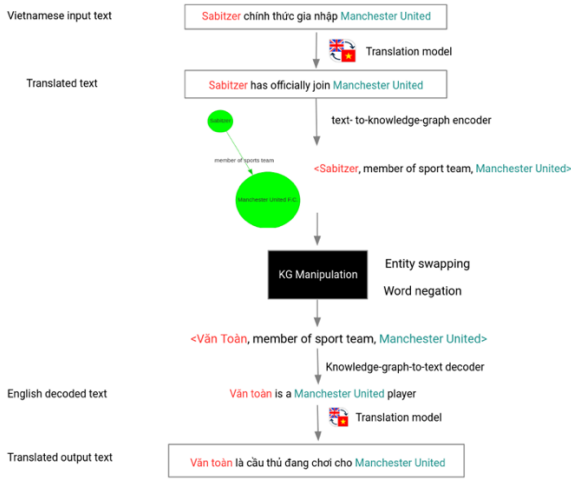 Vietnamese input text
Sabitzer chính thức gia nhập Manchester United
Translation model
Translated text
Sabitzer has officially join Manchester United
text- to-knowledge-graph encoder
Sabitzer
member of sports team
<Sabitzer, member of sport team, Manchester United>
Manchester United F.C.
KG Manipulation
Entity swapping
Word negation
<Văn Toàn, member of sport team, Manchester United>
Knowledge-graph-to-text decoder
English decoded text
Văn toàn is a Manchester United player
Translation model
Translated output text
Văn toàn là cầu thủ đang chơi cho Manchester United